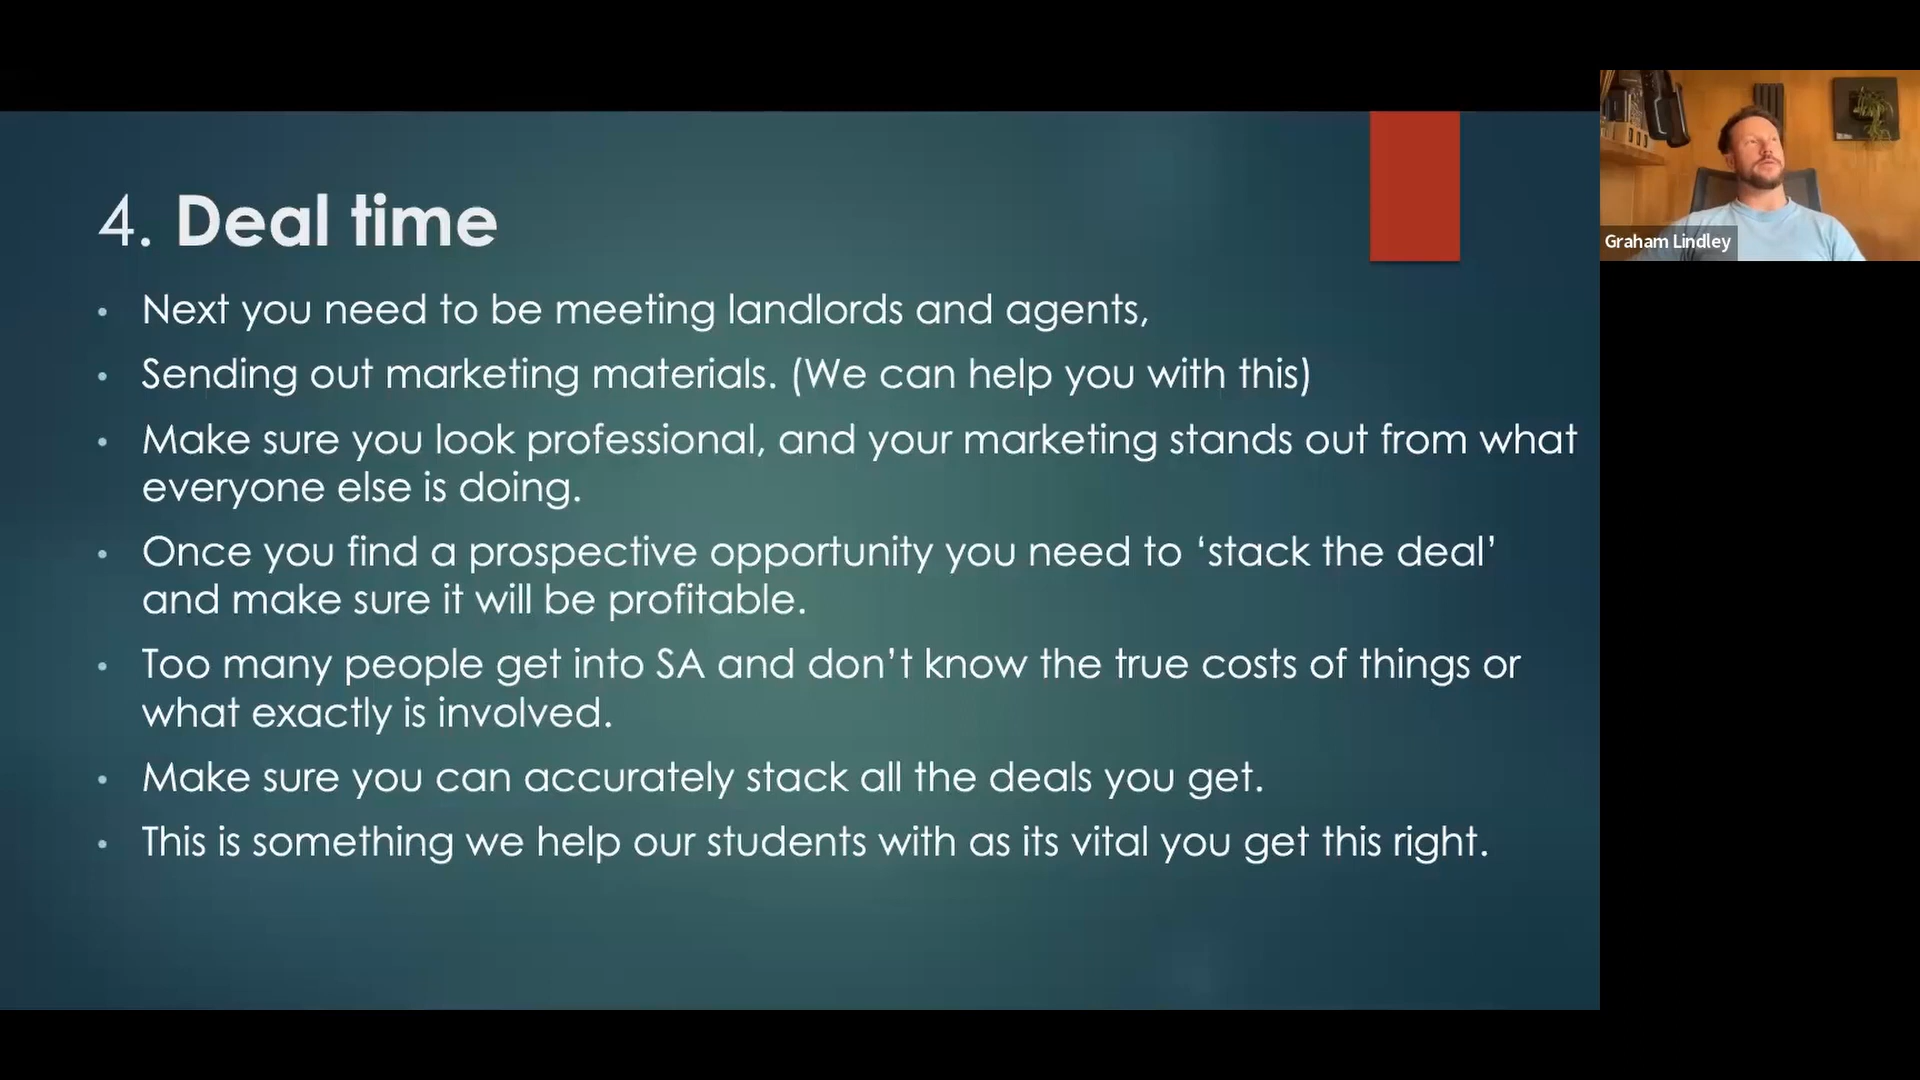 4. Deal time
Next you need to be meeting landlords and agents,
Sending out marketing materials. (We can help you with this)
Make sure you look professional, and your marketing stands out from what
everyone else is doing.
Once you find a prospective opportunity you need to ‘stack the deal’
and make sure it will be profitable.
Too many people get into SA and don’t know the true costs of things or
what exactly is involved.
Make sure you can accurately stack all the deals you get.
This is something we help our students with as its vital you get this right.
Graham Lindley